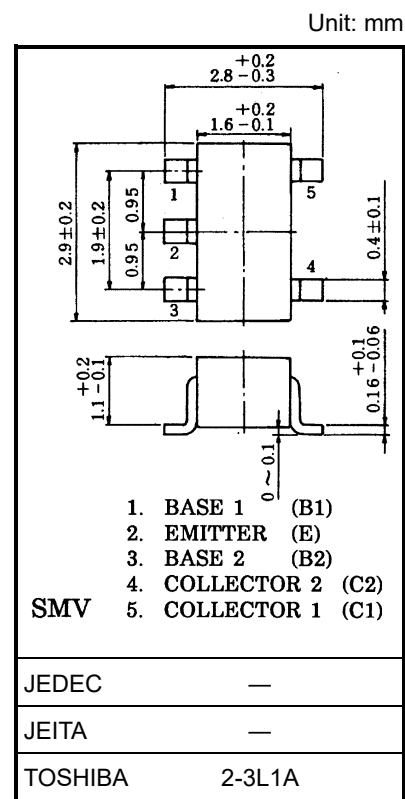 Unit: mm
+0.2
2.8 −0.3
+0.2
1.6 −0.1
2.9±0.2
1.9±0.2
0.95
0.95
1
2
3
5
4
0.4±0.1
+0.2
1.1−0.1
+0.1
0.16−0.06
0 ~ 0.1
1. BASE 1 (B1)
2. EMITTER (E)
3. BASE 2 (B2)
4. COLLECTOR 2 (C2)
SMV 5. COLLECTOR 1 (C1)
JEDEC —
JEITA —
TOSHIBA 2-3L1A